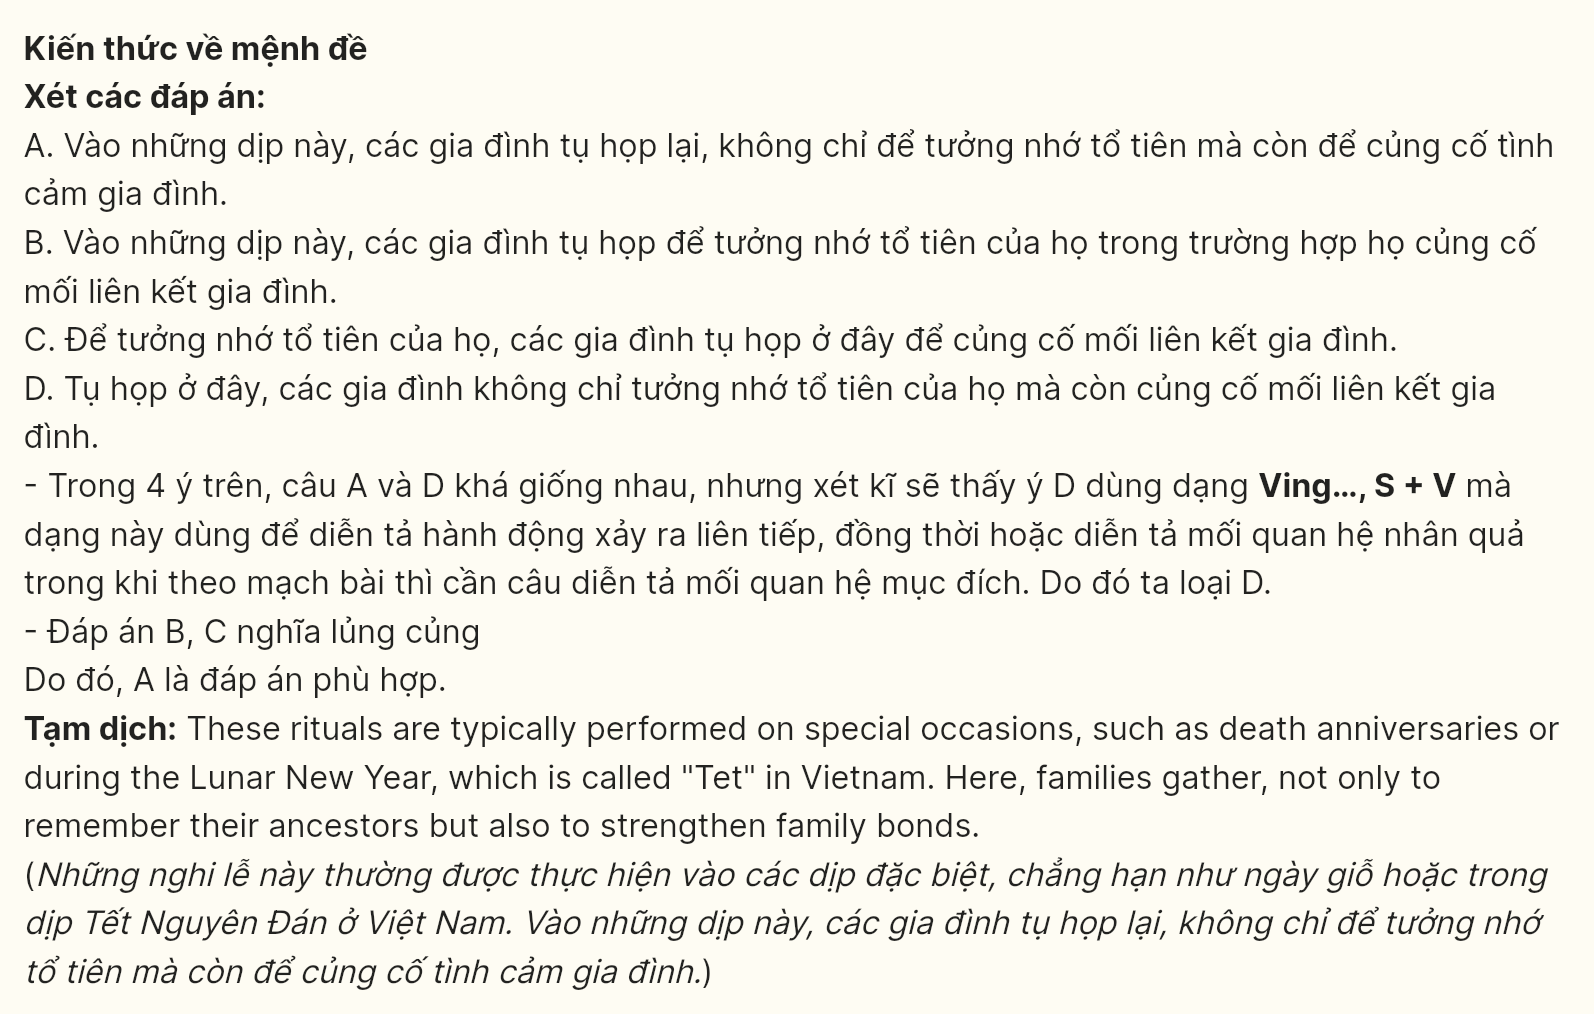 Kiến thức về mệnh đề
Xét các đáp án:
A. Vào những dịp này, các gia đình tụ họp lại, không chỉ để tưởng nhớ tổ tiên mà còn để củng cố tình
cảm gia đình.
B. Vào những dịp này, các gia đình tụ họp để tưởng nhớ tổ tiên của họ trong trường hợp họ củng cố
mối liên kết gia đình.
C. Để tưởng nhớ tổ tiên của họ, các gia đình tụ họp ở đây để củng cố mối liên kết gia đình.
D. Tụ họp ở đây, các gia đình không chỉ tưởng nhớ tổ tiên của họ mà còn củng cố mối liên kết gia
đình.
- Trong 4 ý trên, câu A và D khá giống nhau, nhưng xét kĩ sẽ thấy ý D dùng dạng Ving..., S + V mà
dạng này dùng để diễn tả hành động xảy ra liên tiếp, đồng thời hoặc diễn tả mối quan hệ nhân quả
trong khi theo mạch bài thì cần câu diễn tả mối quan hệ mục đích. Do đó ta loại D.
- Đáp án B, C nghĩa lủng củng
Do đó, A là đáp án phù hợp.
Tạm dịch: These rituals are typically performed on special occasions, such as death anniversaries or
during the Lunar New Year, which is called "Tet" in Vietnam. Here, families gather, not only to
remember their ancestors but also to strengthen family bonds.
(Những nghi lễ này thường được thực hiện vào các dịp đặc biệt, chẳng hạn như ngày giỗ hoặc trong
dịp Tết Nguyên Đán ở Việt Nam. Vào những dịp này, các gia đình tụ họp lại, không chỉ để tưởng nhớ
tổ tiên mà còn để củng cố tình cảm gia đình.)